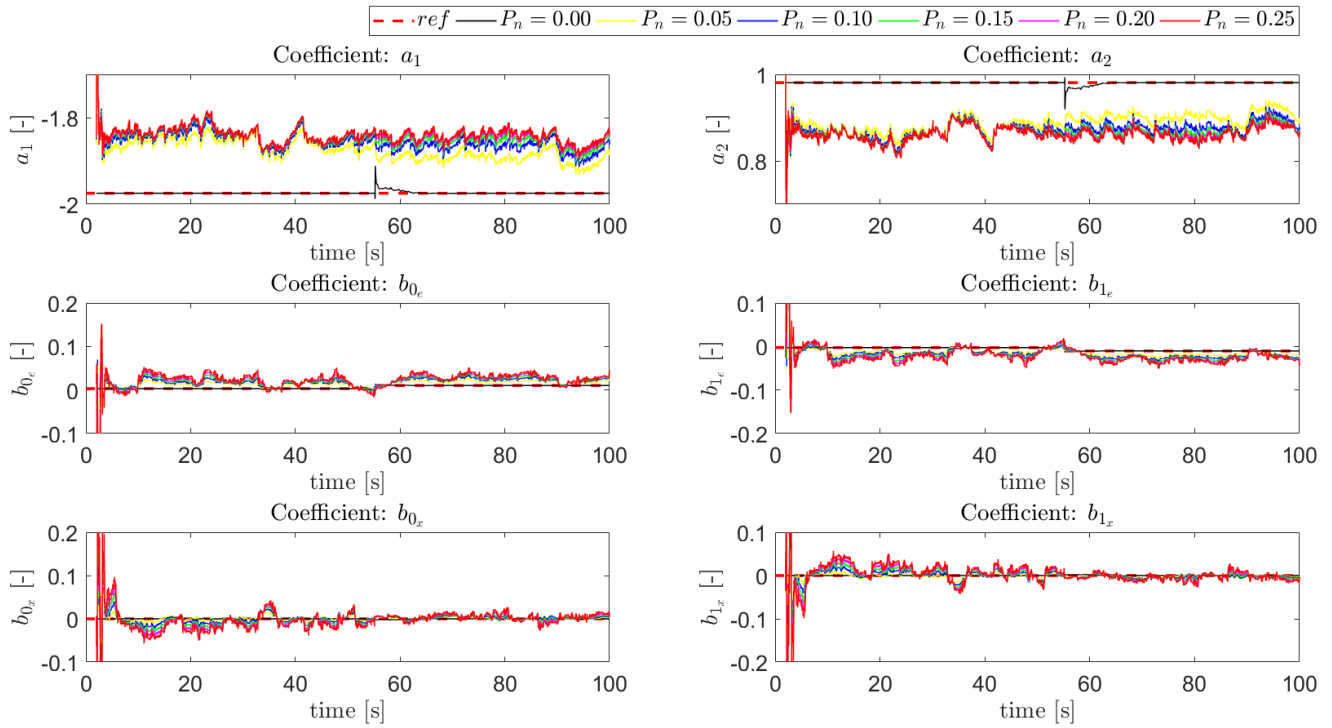 ref P_n = 0.00 P_n = 0.05 P_n = 0.10 P_n = 0.15 P_n = 0.20 P_n = 0.25
Coefficient: a_1
-1.8
-2
a_1 [-]
0 20 40 60 80 100
time [s]
Coefficient: a_2
1
0.8
a_2 [-]
0 20 40 60 80 100
time [s]
Coefficient: b_{0_e}
0.2
0.1
0
-0.1
b_{0_e} [-]
0 20 40 60 80 100
time [s]
Coefficient: b_{1_e}
0.1
0
-0.1
-0.2
b_{1_e} [-]
0 20 40 60 80 100
time [s]
Coefficient: b_{0_x}
0.2
0.1
0
-0.1
b_{0_x} [-]
0 20 40 60 80 100
time [s]
Coefficient: b_{1_x}
0.1
0
-0.1
-0.2
b_{1_x} [-]
0 20 40 60 80 100
time [s]